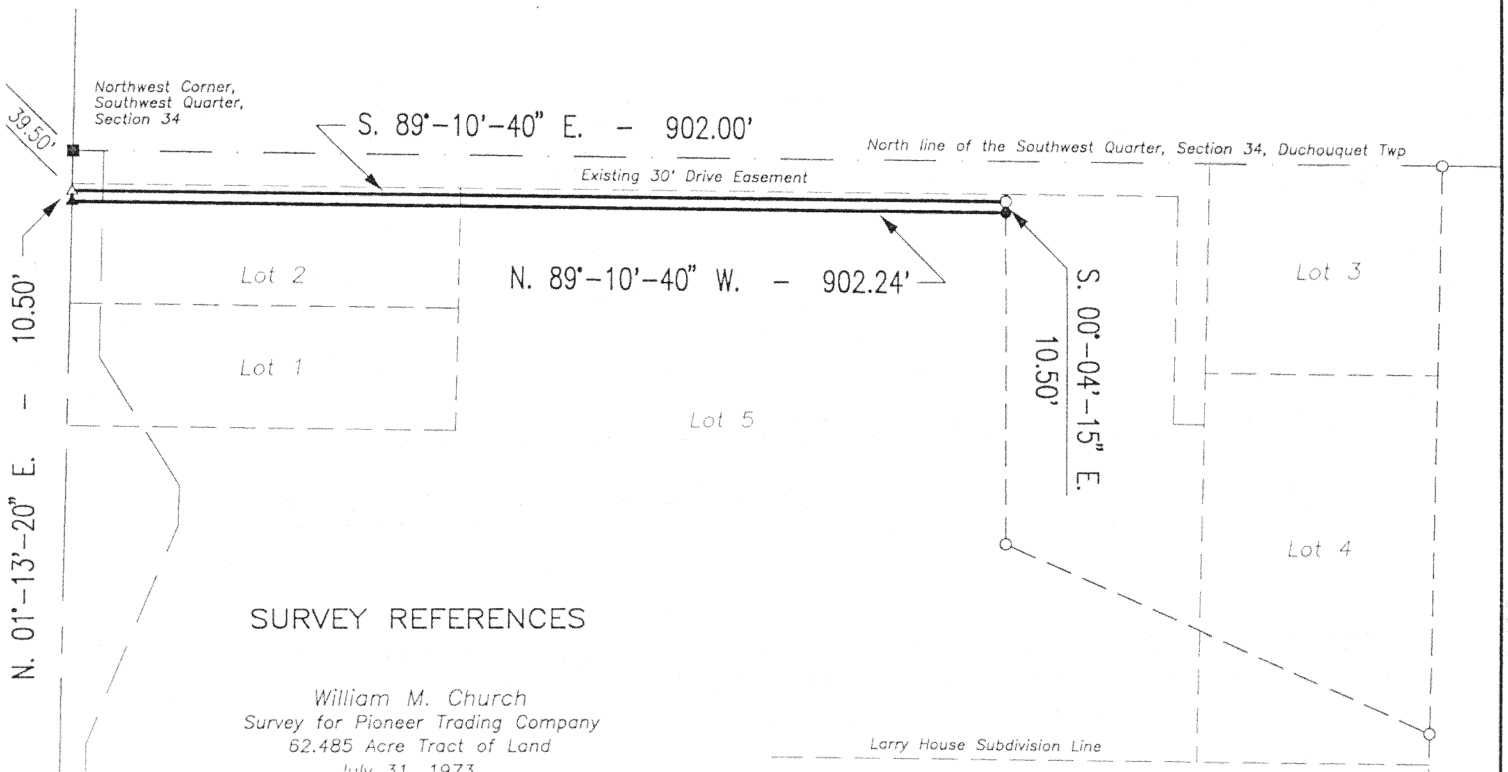 Northwest Corner,
Southwest Quarter,
Section 34
39.50'
S. 89°-10'-40" E. - 902.00'
North line of the Southwest Quarter, Section 34, Duchouquet Twp
Existing 30' Drive Easement
Lot 2
N. 89°-10'-40" W. - 902.24'
Lot 3
S. 00°-04'-15" E.
10.50'
N. 01°-13'-20" E. - 10.50'
Lot 1
Lot 5
Lot 4
SURVEY REFERENCES
William M. Church
Survey for Pioneer Trading Company
62.485 Acre Tract of Land
July 31, 1973
Larry House Subdivision Line